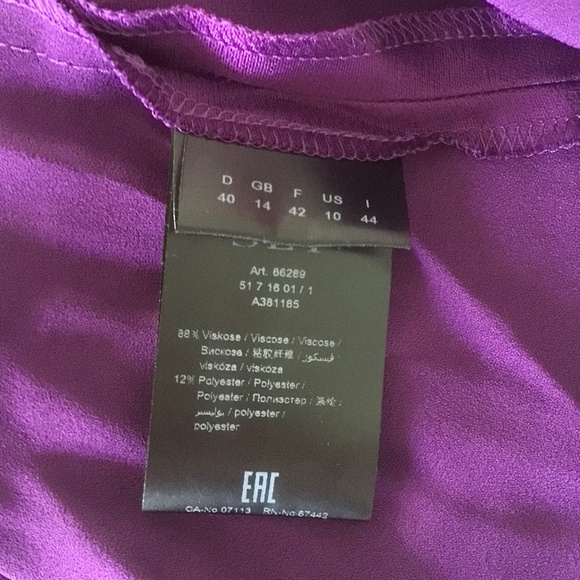 D GB F US I
40 14 42 10 44
SET
Art. 66289
51 7 16 01 / 1
A381185
88% Viskose / Viscose / Viscose /
Вискоза / 粘胶纤维 / فيسكوز /
viskóza / viskoza
12% Polyester / Polyester /
Polyester / Полиэстер / 涤纶 /
بوليستر / polyester /
polyester
EAC
CA-No 07113 RN-No 87442